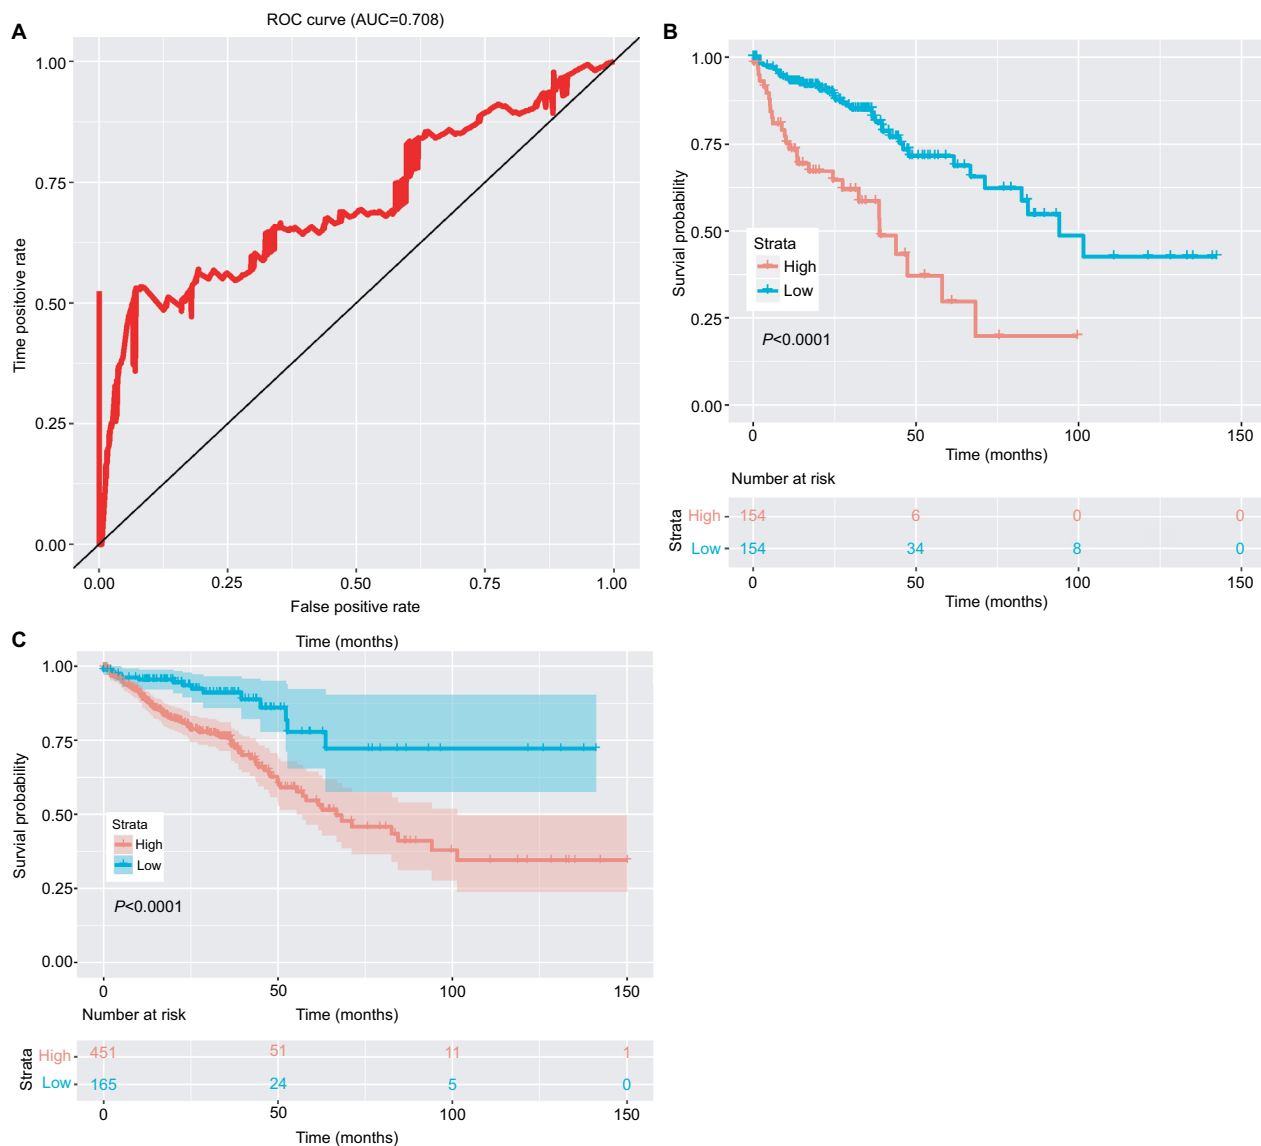 A
ROC curve (AUC=0.708)
Time positoive rate
1.00
0.75
0.50
0.25
0.00
0.00 0.25 0.50 0.75 1.00
False positive rate
B
Survial probability
1.00
0.75
0.50
0.25
0.00
Strata
High
Low
P<0.0001
0 50 100 150
Time (months)
Number at risk
Strata
High 154 6 0 0
Low 154 34 8 0
0 50 100 150
Time (months)
C
Time (months)
Survial probability
1.00
0.75
0.50
0.25
0.00
Strata
High
Low
P<0.0001
0 50 100 150
Number at risk Time (months)
Strata
High 451 51 11 1
Low 165 24 5 0
0 50 100 150
Time (months)